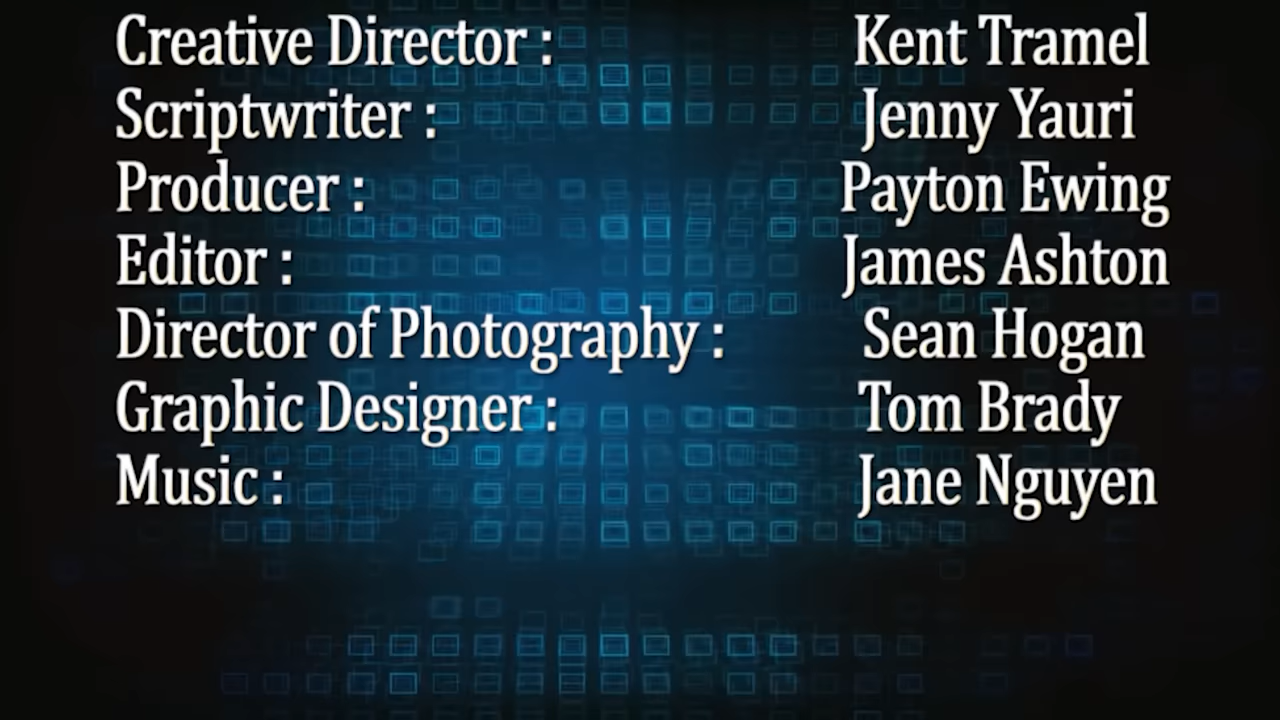 Creative Director : Kent Tramel
Scriptwriter : Jenny Yauri
Producer : Payton Ewing
Editor : James Ashton
Director of Photography : Sean Hogan
Graphic Designer : Tom Brady
Music : Jane Nguyen